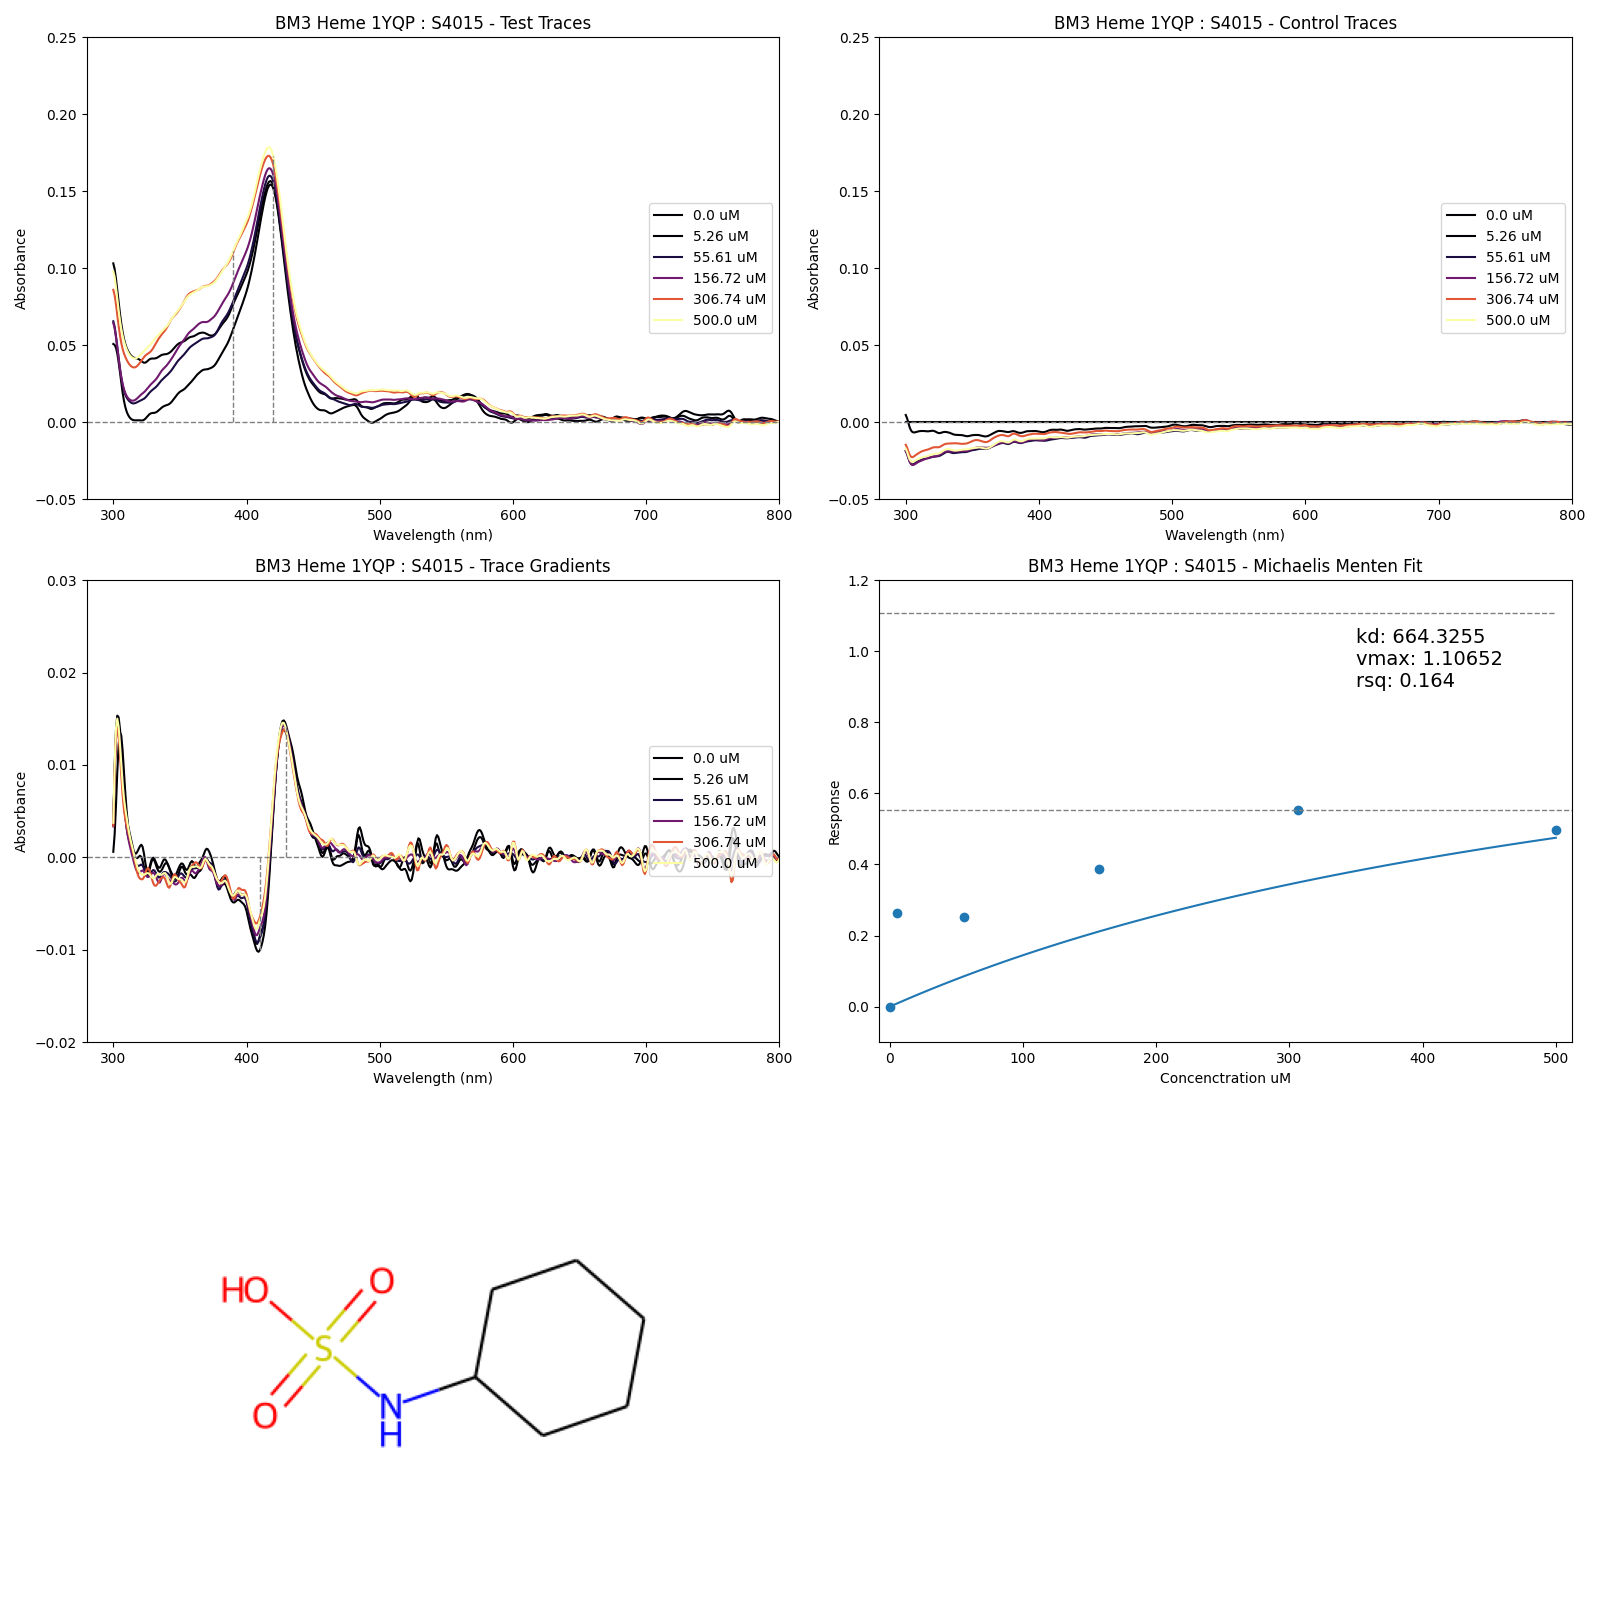 BM3 Heme 1YQP : S4015 - Test Traces
0.25
0.20
0.15
0.10
0.05
0.00
−0.05
Absorbance
300 400 500 600 700 800
Wavelength (nm)
0.0 uM
5.26 uM
55.61 uM
156.72 uM
306.74 uM
500.0 uM
BM3 Heme 1YQP : S4015 - Control Traces
0.25
0.20
0.15
0.10
0.05
0.00
−0.05
Absorbance
300 400 500 600 700 800
Wavelength (nm)
0.0 uM
5.26 uM
55.61 uM
156.72 uM
306.74 uM
500.0 uM
BM3 Heme 1YQP : S4015 - Trace Gradients
0.03
0.02
0.01
0.00
−0.01
−0.02
Absorbance
300 400 500 600 700 800
Wavelength (nm)
0.0 uM
5.26 uM
55.61 uM
156.72 uM
306.74 uM
500.0 uM
BM3 Heme 1YQP : S4015 - Michaelis Menten Fit
1.2
1.0
0.8
0.6
0.4
0.2
0.0
Response
kd: 664.3255
vmax: 1.10652
rsq: 0.164
0 100 200 300 400 500
Concenctration uM
HO
O
S
O
N
H